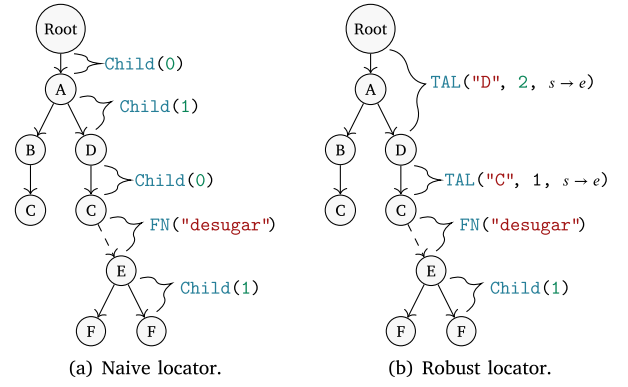 Root
Child(0)
A
Child(1)
B
D
C
C
Child(0)
FN("desugar")
E
Child(1)
F
F
(a) Naive locator.
Root
A
TAL("D", 2, s → e)
B
D
C
C
TAL("C", 1, s → e)
FN("desugar")
E
Child(1)
F
F
(b) Robust locator.